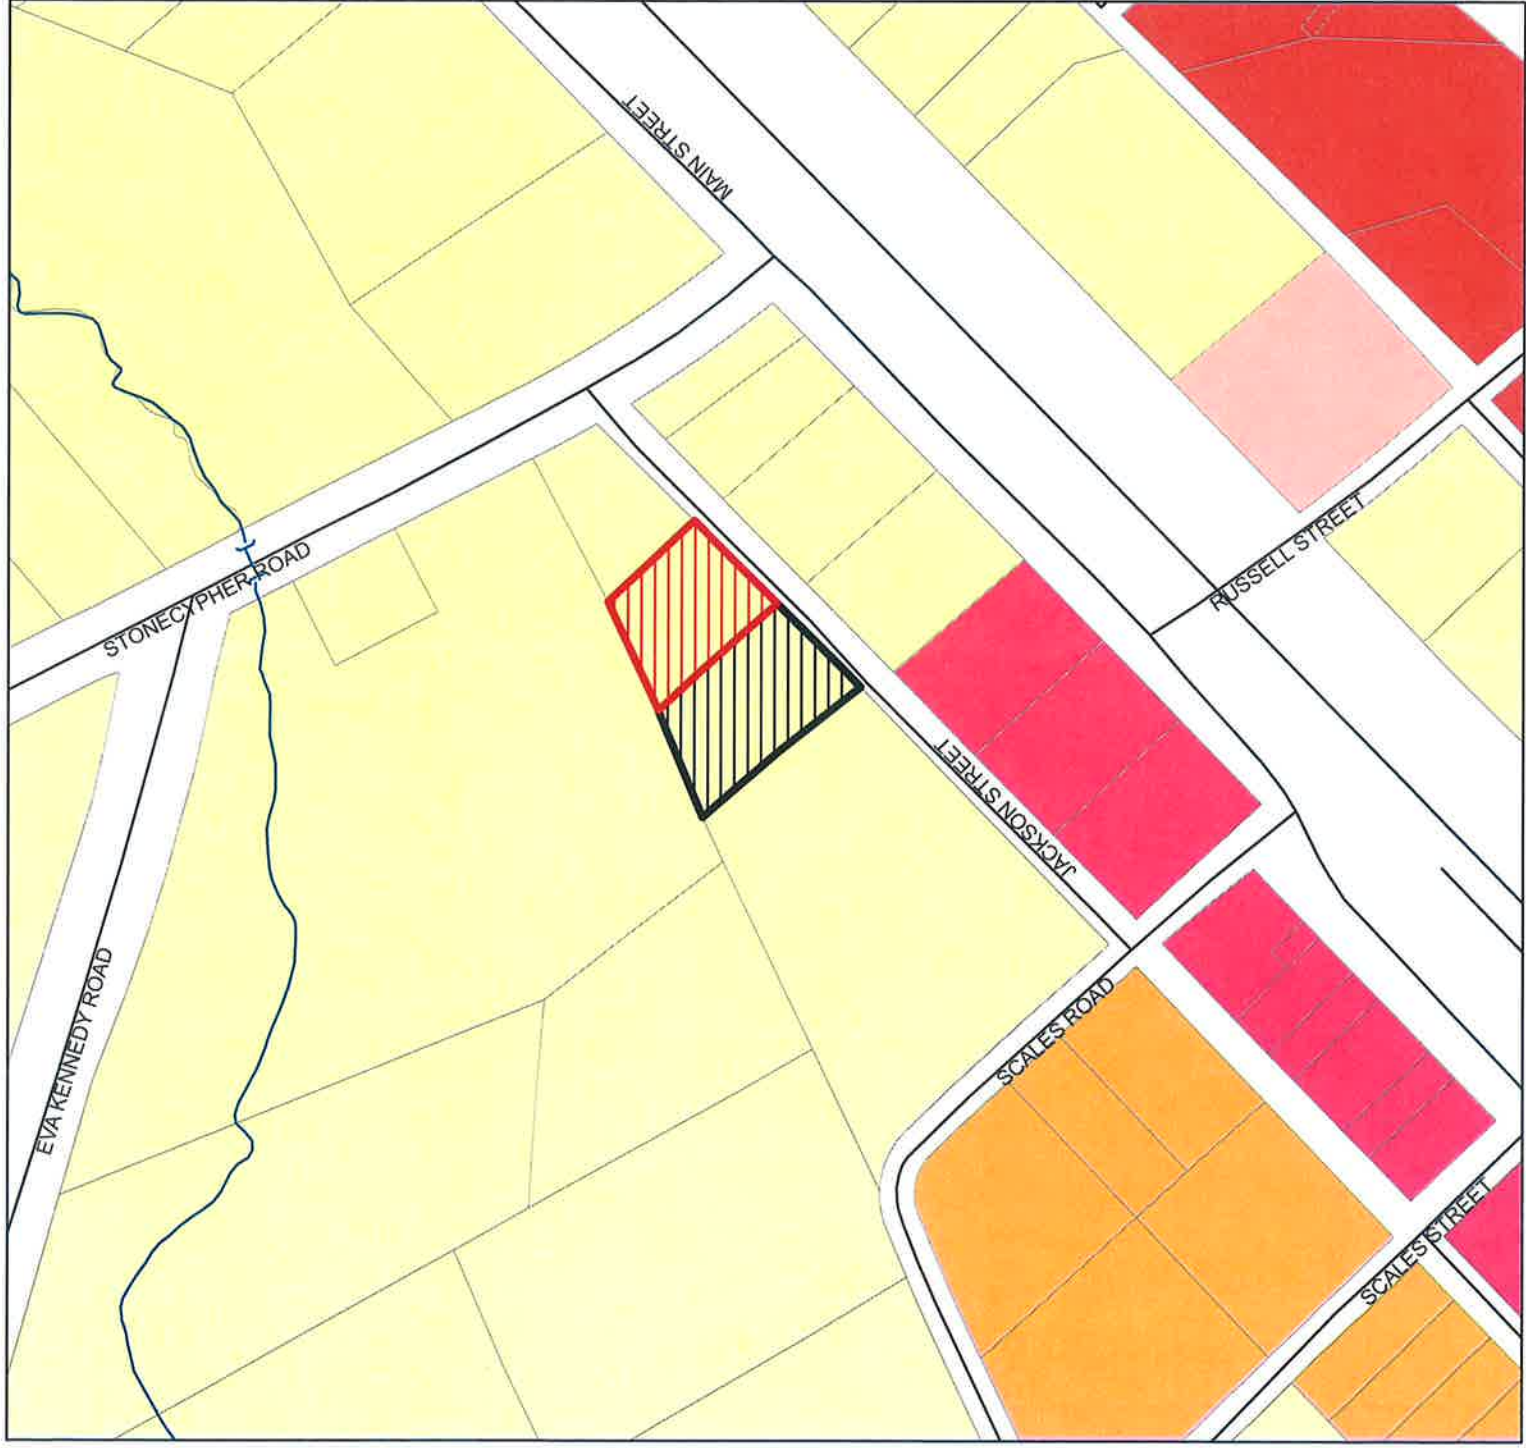 MAIN STREET
RUSSELL STREET
STONECYPHER ROAD
JACKSON STREET
EVA KENNEDY ROAD
SCALES ROAD
SCALES STREET